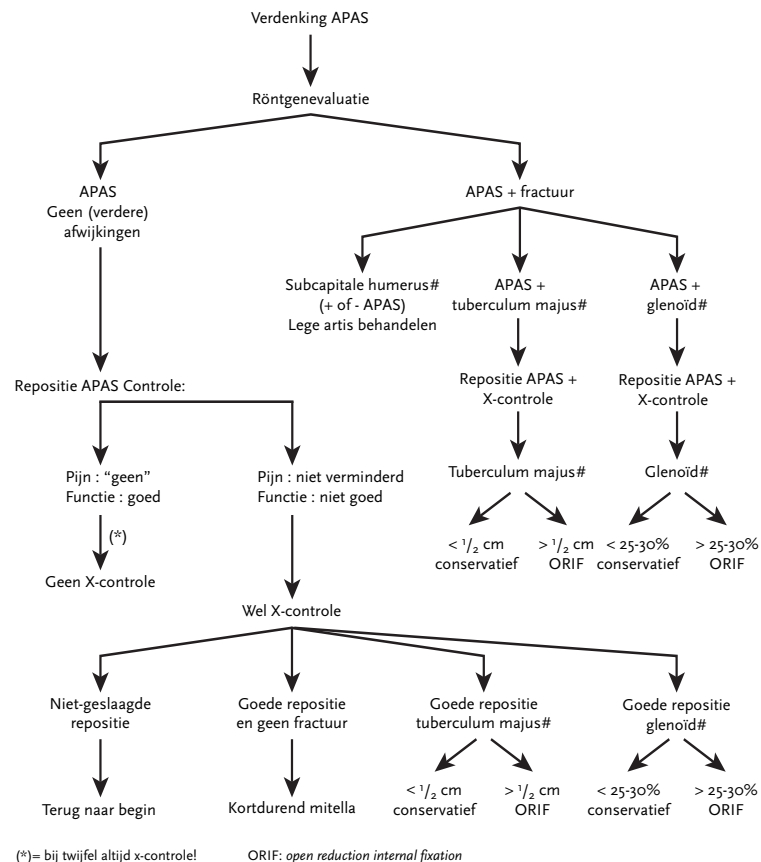 Verdenking APAS
Röntgenevaluatie
APAS
Geen (verdere)
afwijkingen
APAS + fractuur
Subcapitale humerus#
(+ of - APAS)
Lege artis behandelen
APAS +
tuberculum majus#
APAS +
glenoïd#
Repositie APAS Controle:
Repositie APAS +
X-controle
Repositie APAS +
X-controle
Pijn : “geen”
Functie : goed
Pijn : niet verminderd
Functie : niet goed
Tuberculum majus#
Glenoïd#
(*)
< 1/2 cm
conservatief
> 1/2 cm
ORIF
< 25-30%
conservatief
> 25-30%
ORIF
Geen X-controle
Wel X-controle
Niet-geslaagde
repositie
Goede repositie
en geen fractuur
Goede repositie
tuberculum majus#
Goede repositie
glenoïd#
Terug naar begin
Kortdurend mitella
< 1/2 cm
conservatief
> 1/2 cm
ORIF
< 25-30%
conservatief
> 25-30%
ORIF
(*)= bij twijfel altijd x-controle!
ORIF: open reduction internal fixation